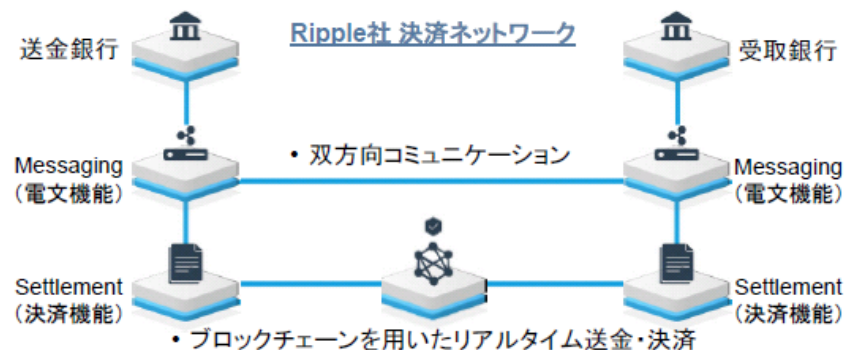 Ripple社 決済ネットワーク
送金銀行
受取銀行
• 双方向コミュニケーション
Messaging
（電文機能）
Messaging
（電文機能）
Settlement
（決済機能）
Settlement
（決済機能）
• ブロックチェーンを用いたリアルタイム送金・決済